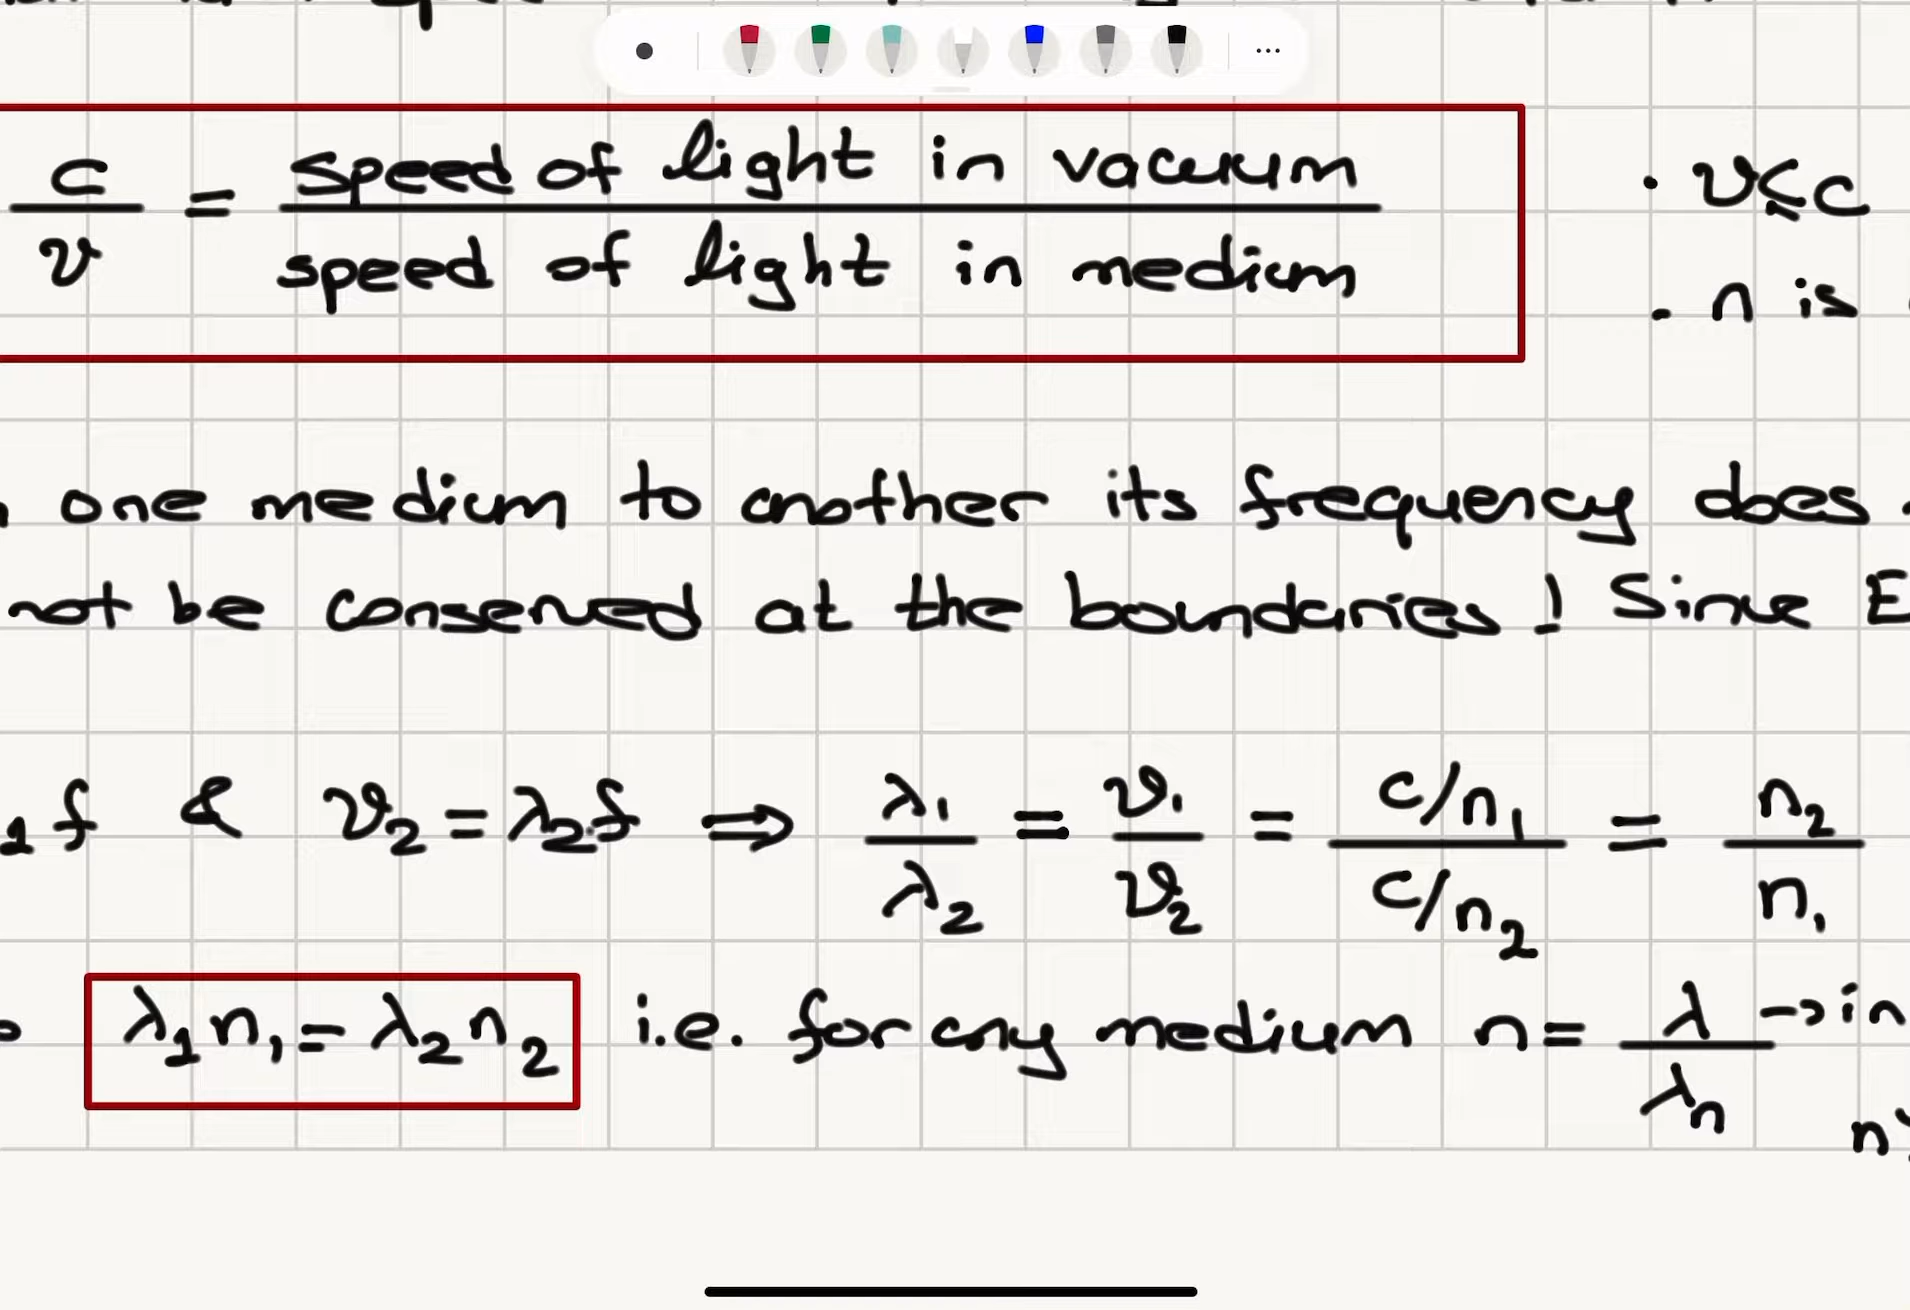 c/v = speed of light in vacuum / speed of light in medium
• v ≤ c
• n is
one medium to another its frequency does
not be conserved at the boundaries! Since E
₁f & v₂ = λ₂f ⇒ λ₁/λ₂ = v₁/v₂ = (c/n₁)/(c/n₂) = n₂/n₁
λ₁n₁ = λ₂n₂ i.e. for any medium n = λ/λₙ → in